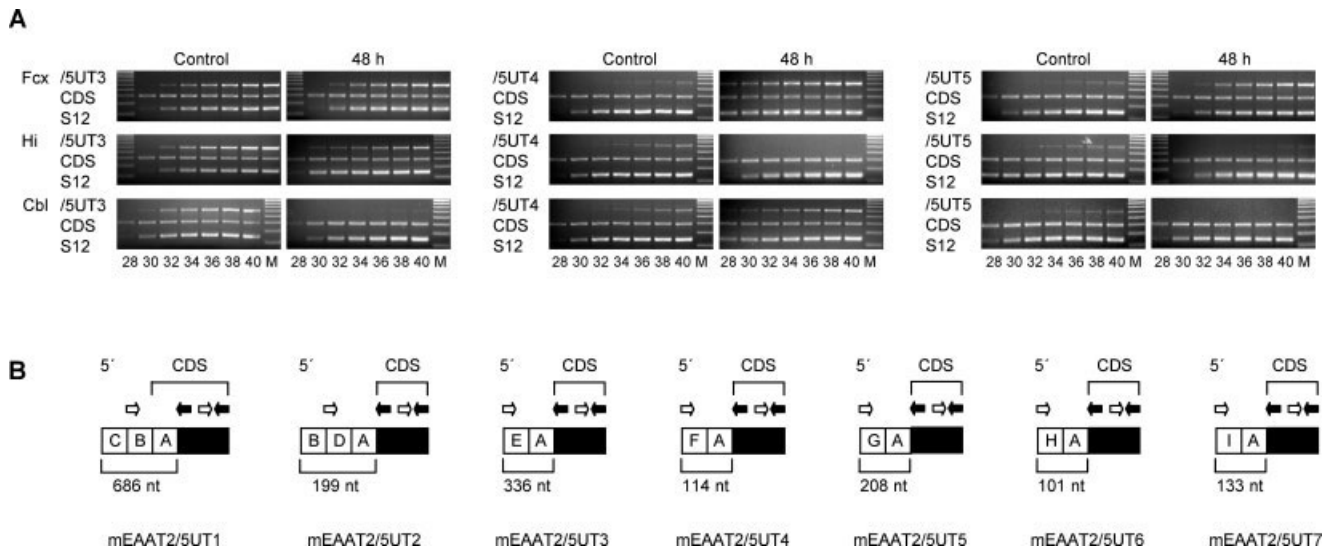 A
Control 48 h Control 48 h Control 48 h
Fcx /5UT3 /5UT4 /5UT5
CDS CDS CDS
S12 S12 S12
Hi /5UT3 /5UT4 /5UT5
CDS CDS CDS
S12 S12 S12
Cbl /5UT3 /5UT4 /5UT5
CDS CDS CDS
S12 S12 S12
28 30 32 34 36 38 40 M 28 30 32 34 36 38 40 M 28 30 32 34 36 38 40 M 28 30 32 34 36 38 40 M 28 30 32 34 36 38 40 M 28 30 32 34 36 38 40 M
B
5´ CDS 5´ CDS 5´ CDS 5´ CDS 5´ CDS 5´ CDS 5´ CDS
C B A B D A E A F A G A H A I A
686 nt 199 nt 336 nt 114 nt 208 nt 101 nt 133 nt
mEAAT2/5UT1 mEAAT2/5UT2 mEAAT2/5UT3 mEAAT2/5UT4 mEAAT2/5UT5 mEAAT2/5UT6 mEAAT2/5UT7